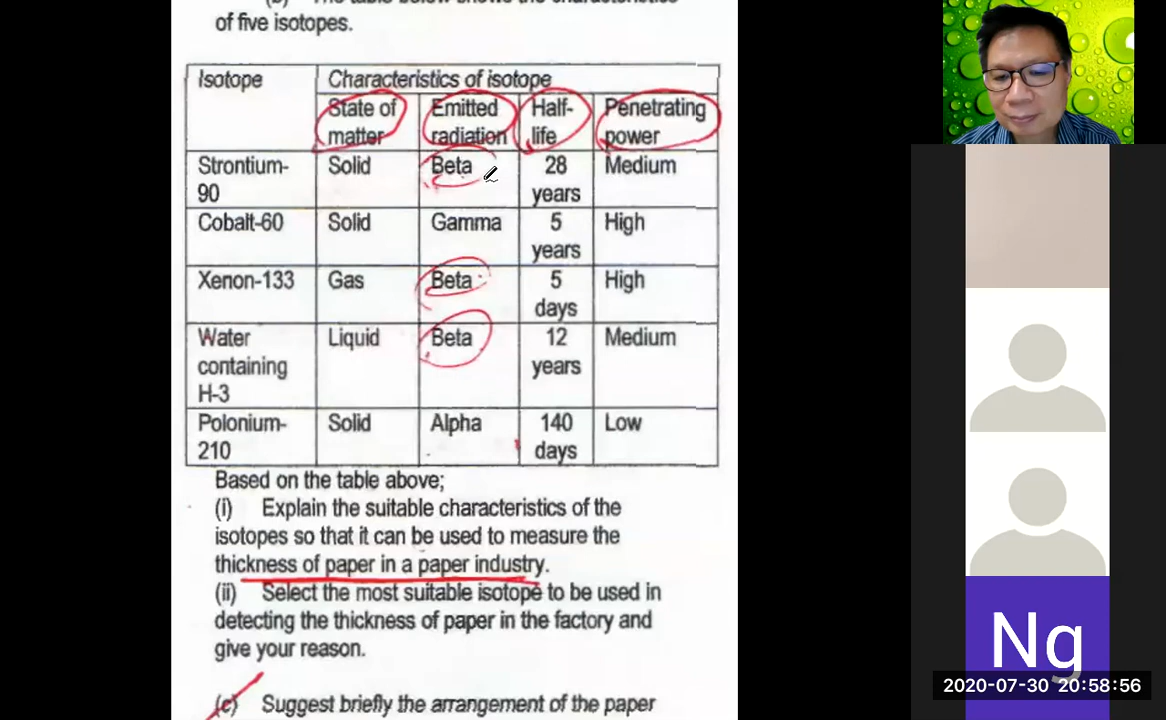 of five isotopes.
Isotope Characteristics of isotope
State of matter Emitted radiation Half-life Penetrating power
Strontium-90 Solid Beta 28 years Medium
Cobalt-60 Solid Gamma 5 years High
Xenon-133 Gas Beta 5 days High
Water containing H-3 Liquid Beta 12 years Medium
Polonium-210 Solid Alpha 140 days Low
Based on the table above;
(i) Explain the suitable characteristics of the
isotopes so that it can be used to measure the
thickness of paper in a paper industry.
(ii) Select the most suitable isotope to be used in
detecting the thickness of paper in the factory and
give your reason.
(c) Suggest briefly the arrangement of the paper
Ng
2020-07-30 20:58:56